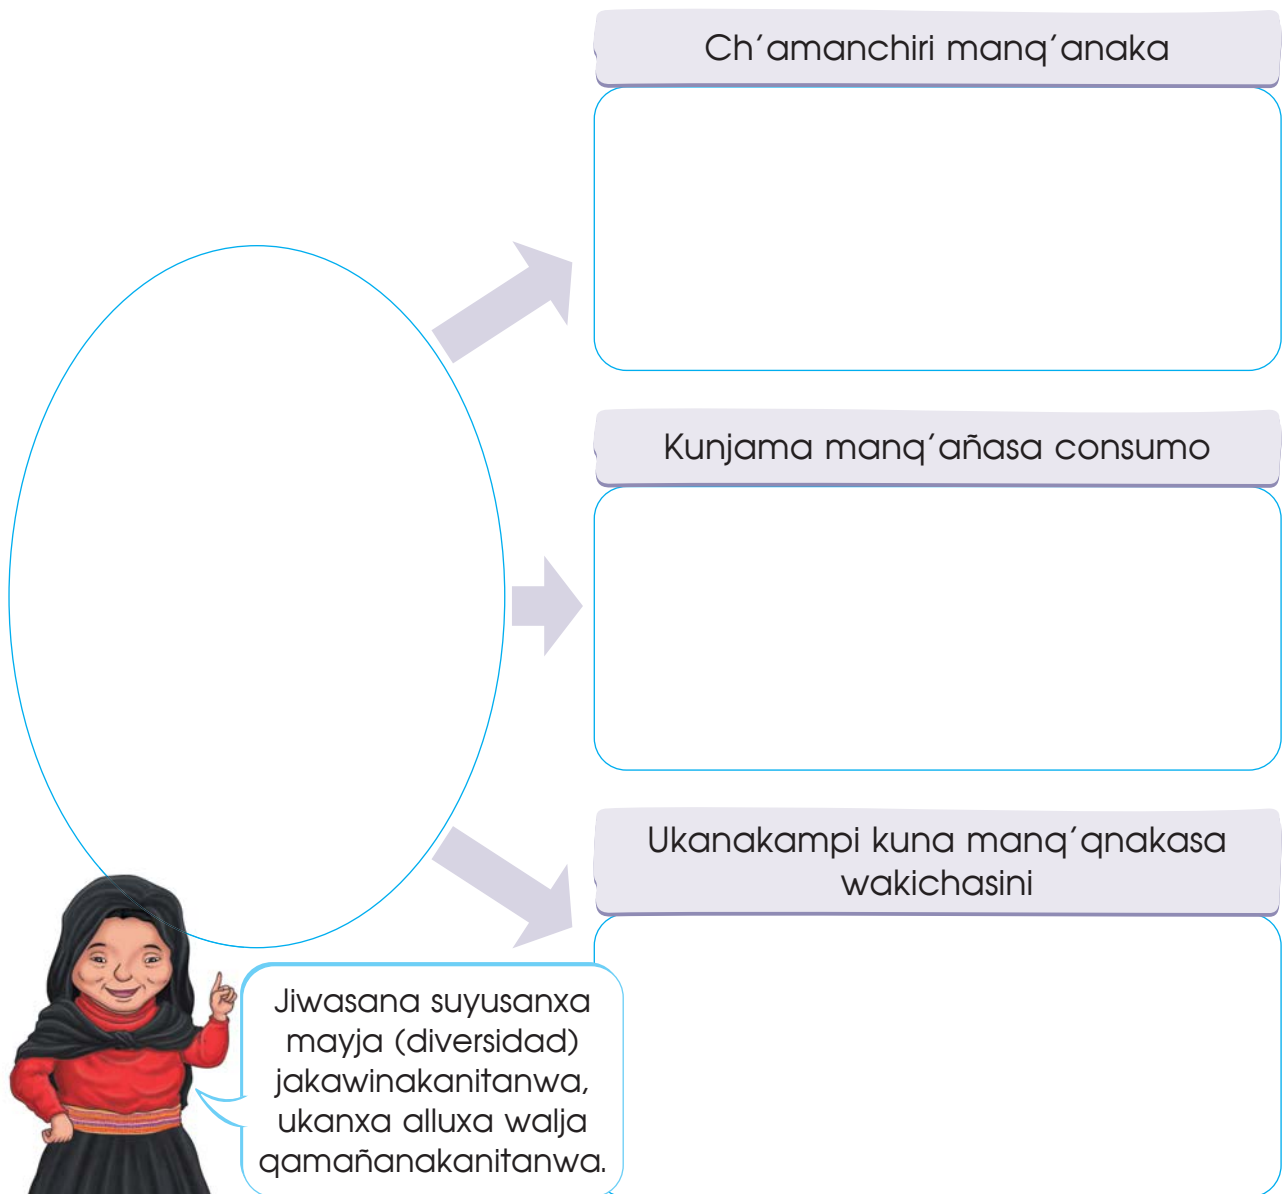 Ch´amanchiri manq´anaka
Kunjama manq´añasa consumo
Ukanakampi kuna manq´qnakasa
wakichasini
Jiwasana suyusanxa
mayja (diversidad)
jakawinakanitanwa,
ukanxa alluxa walja
qamañanakanitanwa.